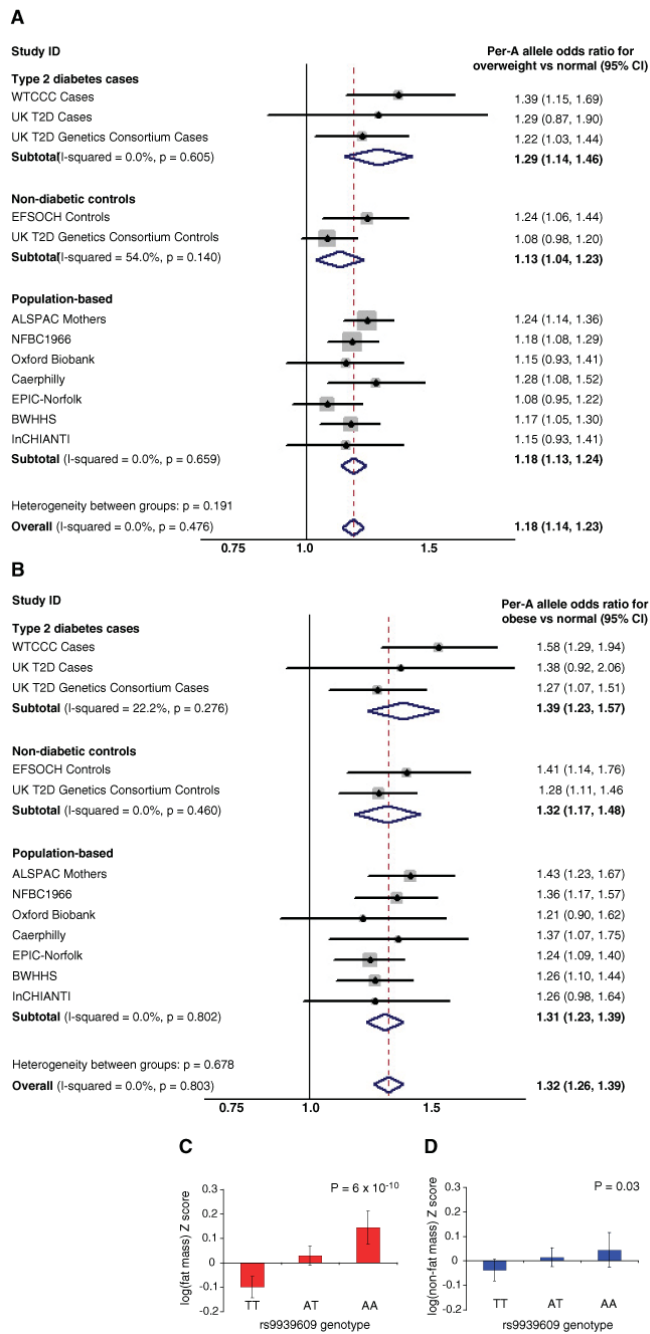 A
Study ID
Per-A allele odds ratio for
overweight vs normal (95% CI)
Type 2 diabetes cases
WTCCC Cases 1.39 (1.15, 1.69)
UK T2D Cases 1.29 (0.87, 1.90)
UK T2D Genetics Consortium Cases 1.22 (1.03, 1.44)
Subtotal (I-squared = 0.0%, p = 0.605) 1.29 (1.14, 1.46)
Non-diabetic controls
EFSOCH Controls 1.24 (1.06, 1.44)
UK T2D Genetics Consortium Controls 1.08 (0.98, 1.20)
Subtotal (I-squared = 54.0%, p = 0.140) 1.13 (1.04, 1.23)
Population-based
ALSPAC Mothers 1.24 (1.14, 1.36)
NFBC1966 1.18 (1.08, 1.29)
Oxford Biobank 1.15 (0.93, 1.41)
Caerphilly 1.28 (1.08, 1.52)
EPIC-Norfolk 1.08 (0.95, 1.22)
BWHHS 1.17 (1.05, 1.30)
InCHIANTI 1.15 (0.93, 1.41)
Subtotal (I-squared = 0.0%, p = 0.659) 1.18 (1.13, 1.24)
Heterogeneity between groups: p = 0.191
Overall (I-squared = 0.0%, p = 0.476) 1.18 (1.14, 1.23)
0.75 1.0 1.5
B
Study ID
Per-A allele odds ratio for
obese vs normal (95% CI)
Type 2 diabetes cases
WTCCC Cases 1.58 (1.29, 1.94)
UK T2D Cases 1.38 (0.92, 2.06)
UK T2D Genetics Consortium Cases 1.27 (1.07, 1.51)
Subtotal (I-squared = 22.2%, p = 0.276) 1.39 (1.23, 1.57)
Non-diabetic controls
EFSOCH Controls 1.41 (1.14, 1.76)
UK T2D Genetics Consortium Controls 1.28 (1.11, 1.46
Subtotal (I-squared = 0.0%, p = 0.460) 1.32 (1.17, 1.48)
Population-based
ALSPAC Mothers 1.43 (1.23, 1.67)
NFBC1966 1.36 (1.17, 1.57)
Oxford Biobank 1.21 (0.90, 1.62)
Caerphilly 1.37 (1.07, 1.75)
EPIC-Norfolk 1.24 (1.09, 1.40)
BWHHS 1.26 (1.10, 1.44)
InCHIANTI 1.26 (0.98, 1.64)
Subtotal (I-squared = 0.0%, p = 0.802) 1.31 (1.23, 1.39)
Heterogeneity between groups: p = 0.678
Overall (I-squared = 0.0%, p = 0.803) 1.32 (1.26, 1.39)
0.75 1.0 1.5
C
P = 6 x 10⁻¹⁰
log(fat mass) Z score
0.3
0.2
0.1
0
-0.1
-0.2
TT AT AA
rs9939609 genotype
D
P = 0.03
log(non-fat mass) Z score
0.3
0.2
0.1
0
-0.1
-0.2
TT AT AA
rs9939609 genotype